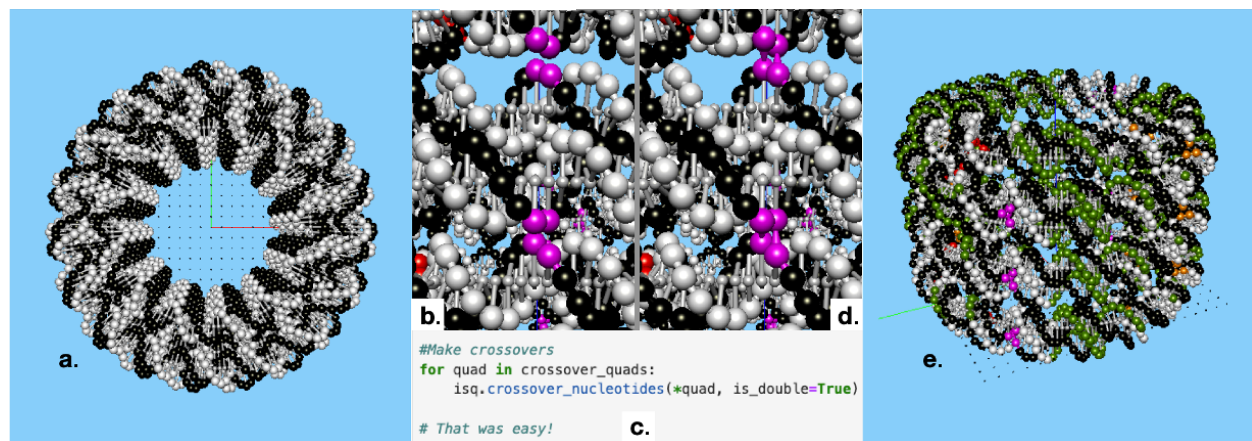 a.
b.
d.
#Make crossovers
for quad in crossover_quads:
isq.crossover_nucleotides(*quad, is_double=True)
# That was easy!
c.
e.